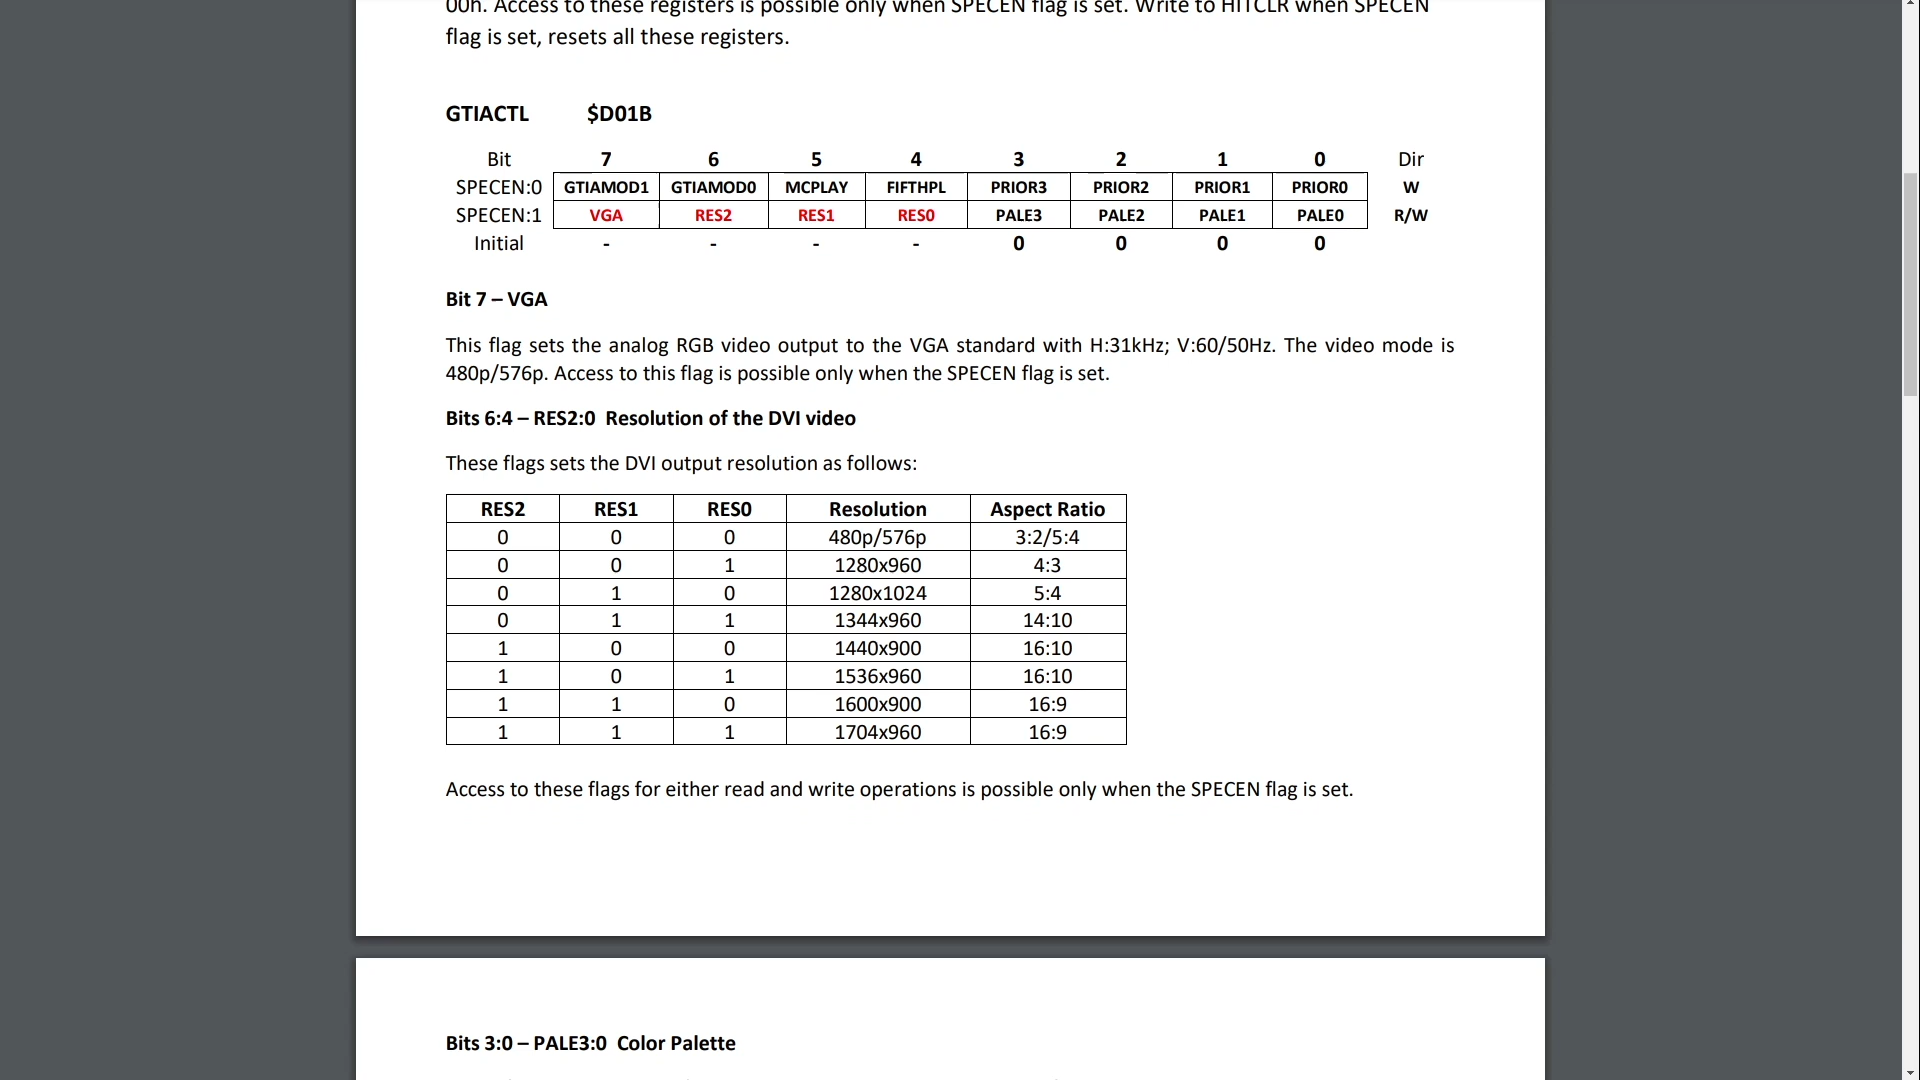 00h. Access to these registers is possible only when SPECEN flag is set. Write to HITCLR when SPECEN
flag is set, resets all these registers.
GTIACTL $D01B
Bit 7 6 5 4 3 2 1 0 Dir
SPECEN:0 GTIAMOD1 GTIAMOD0 MCPLAY FIFTHPL PRIOR3 PRIOR2 PRIOR1 PRIOR0 W
SPECEN:1 VGA RES2 RES1 RES0 PALE3 PALE2 PALE1 PALE0 R/W
Initial - - - - 0 0 0 0
Bit 7 – VGA
This flag sets the analog RGB video output to the VGA standard with H:31kHz; V:60/50Hz. The video mode is
480p/576p. Access to this flag is possible only when the SPECEN flag is set.
Bits 6:4 – RES2:0 Resolution of the DVI video
These flags sets the DVI output resolution as follows:
RES2 RES1 RES0 Resolution Aspect Ratio
0 0 0 480p/576p 3:2/5:4
0 0 1 1280x960 4:3
0 1 0 1280x1024 5:4
0 1 1 1344x960 14:10
1 0 0 1440x900 16:10
1 0 1 1536x960 16:10
1 1 0 1600x900 16:9
1 1 1 1704x960 16:9
Access to these flags for either read and write operations is possible only when the SPECEN flag is set.
Bits 3:0 – PALE3:0 Color Palette